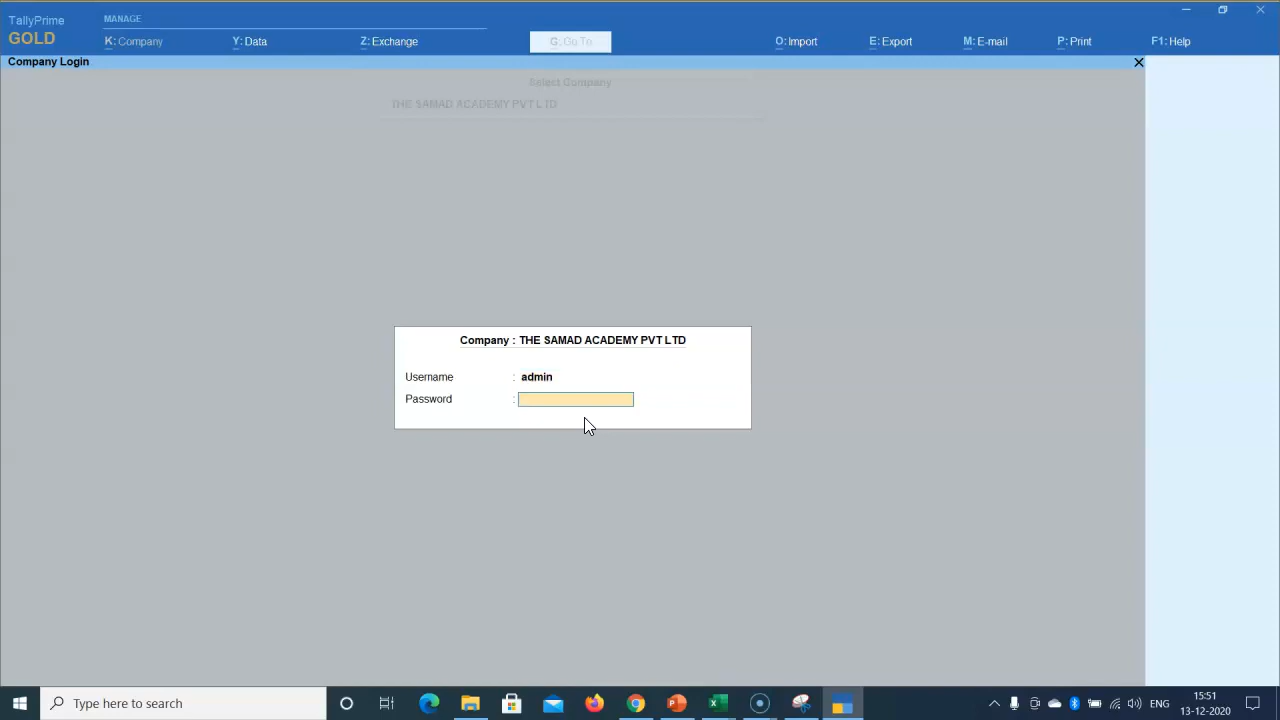 TallyPrime
GOLD
MANAGE
K: Company
Y: Data
Z: Exchange
G: Go To
O: Import
E: Export
M: E-mail
P: Print
F1: Help
Company Login
Select Company
THE SAMAD ACADEMY PVT LTD
Company : THE SAMAD ACADEMY PVT LTD
Username : admin
Password :
Type here to search
ENG
15:51
13-12-2020